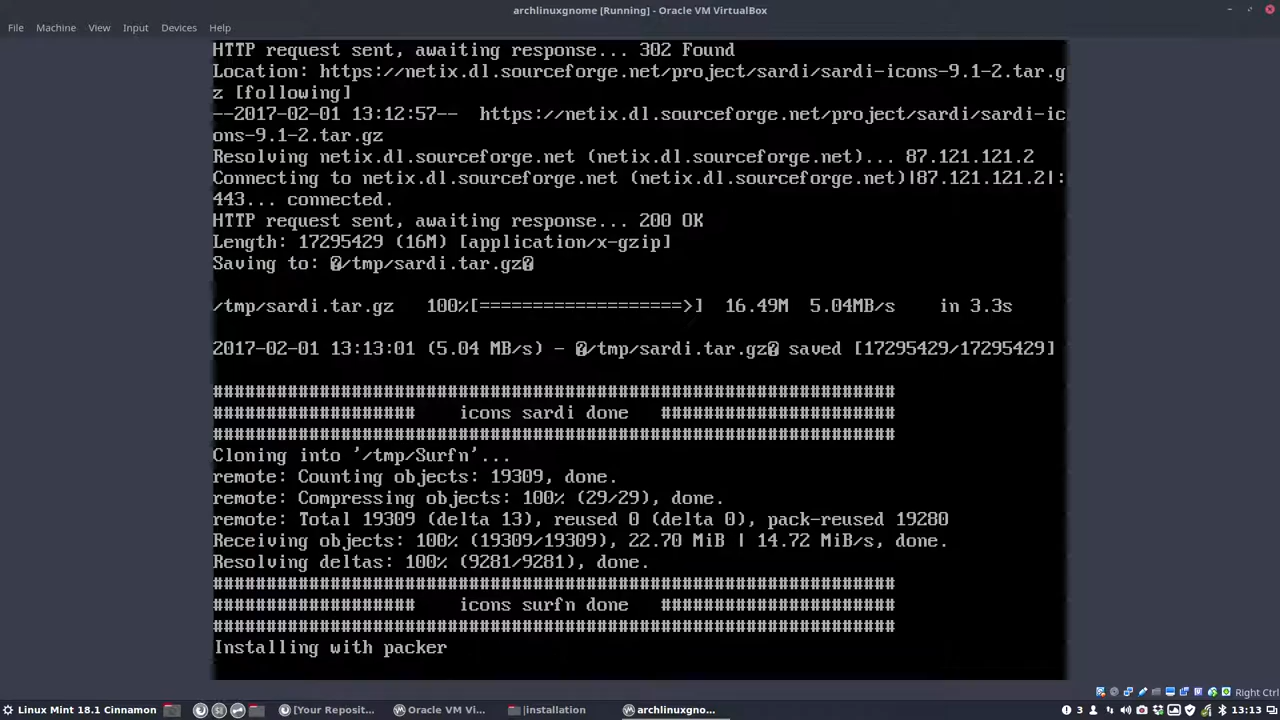 archlinuxgnome [Running] - Oracle VM VirtualBox
File Machine View Input Devices Help
HTTP request sent, awaiting response... 302 Found
Location: https://netix.dl.sourceforge.net/project/sardi/sardi-icons-9.1-2.tar.g
z [following]
--2017-02-01 13:12:57--  https://netix.dl.sourceforge.net/project/sardi/sardi-ic
ons-9.1-2.tar.gz
Resolving netix.dl.sourceforge.net (netix.dl.sourceforge.net)... 87.121.121.2
Connecting to netix.dl.sourceforge.net (netix.dl.sourceforge.net)|87.121.121.2|:
443... connected.
HTTP request sent, awaiting response... 200 OK
Length: 17295429 (16M) [application/x-gzip]
Saving to: �/tmp/sardi.tar.gz�
/tmp/sardi.tar.gz   100%[===================>]  16.49M  5.04MB/s    in 3.3s
2017-02-01 13:13:01 (5.04 MB/s) - �/tmp/sardi.tar.gz� saved [17295429/17295429]
################################################################
###################    icons sardi done   ######################
################################################################
Cloning into '/tmp/Surfn'...
remote: Counting objects: 19309, done.
remote: Compressing objects: 100% (29/29), done.
remote: Total 19309 (delta 13), reused 0 (delta 0), pack-reused 19280
Receiving objects: 100% (19309/19309), 22.70 MiB | 14.72 MiB/s, done.
Resolving deltas: 100% (9281/9281), done.
################################################################
###################    icons surfn done   ######################
################################################################
Installing with packer
Right Ctrl
Linux Mint 18.1 Cinnamon [Your Reposit... Oracle VM Vi... |installation archlinuxgno... 3 13:13